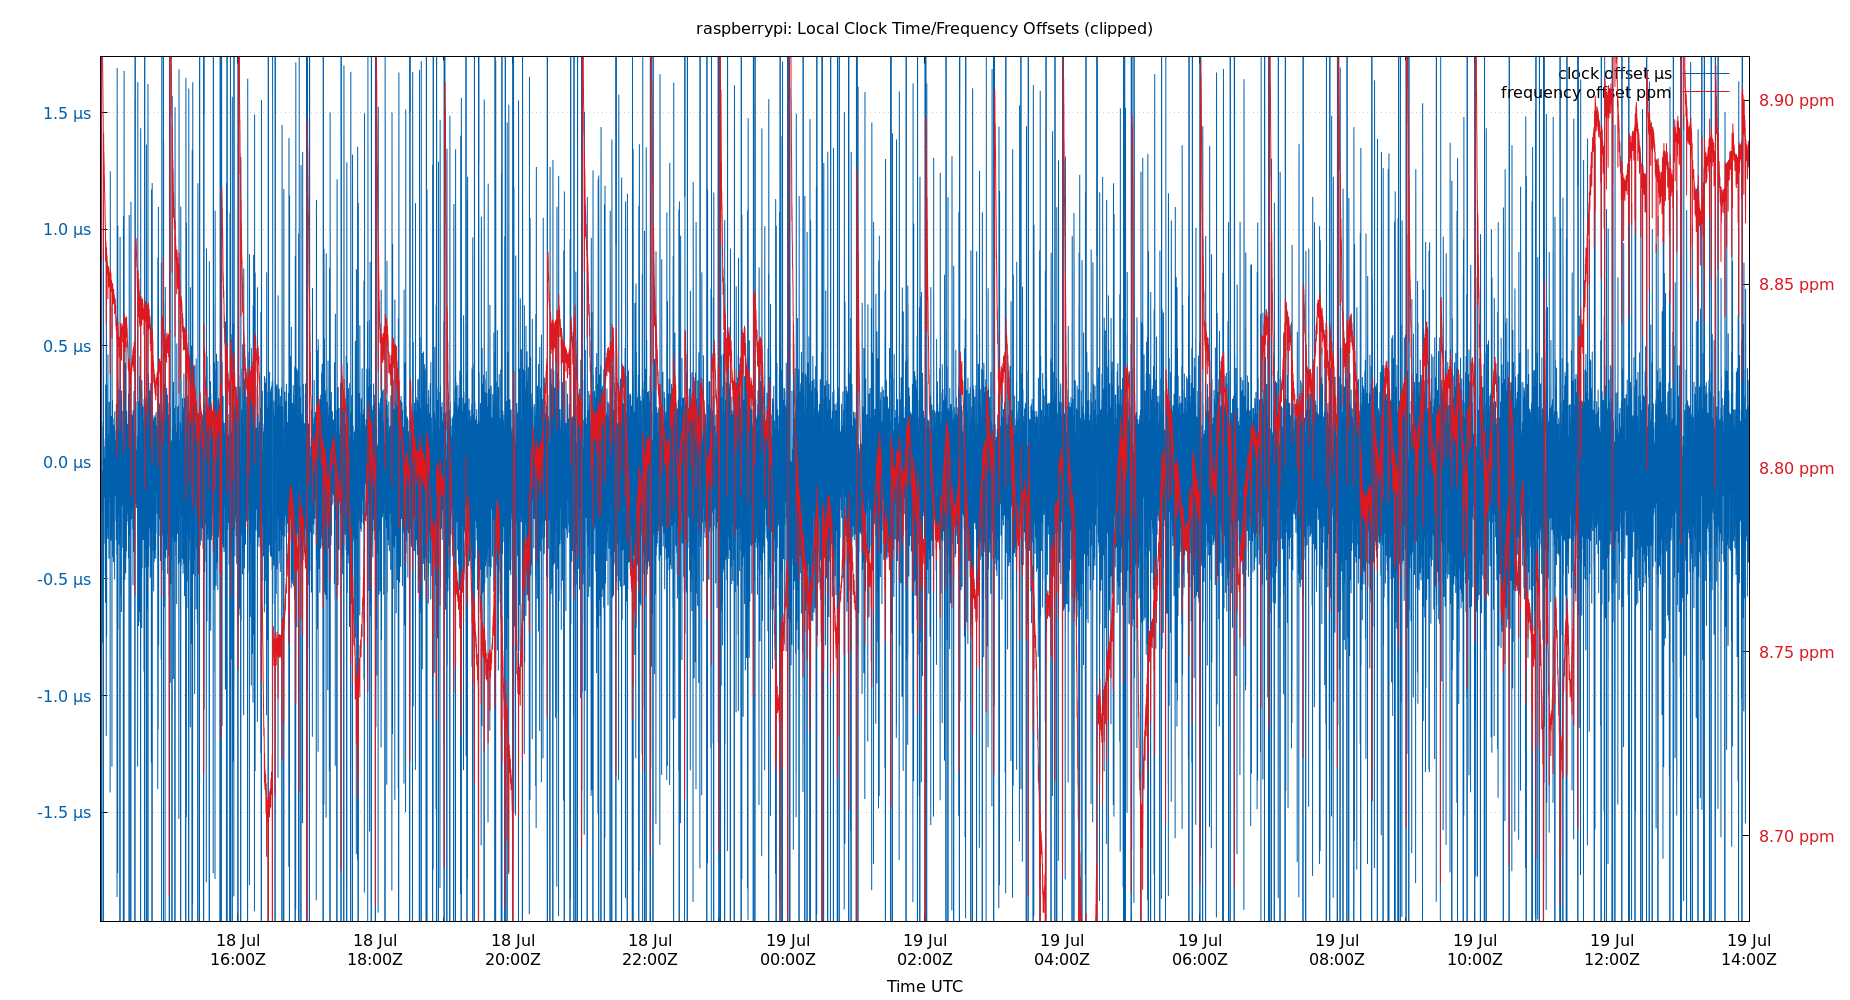 raspberrypi: Local Clock Time/Frequency Offsets (clipped)
clock offset µs
frequency offset ppm
1.5 µs
1.0 µs
0.5 µs
0.0 µs
-0.5 µs
-1.0 µs
-1.5 µs
8.90 ppm
8.85 ppm
8.80 ppm
8.75 ppm
8.70 ppm
18 Jul 18 Jul 18 Jul 18 Jul 19 Jul 19 Jul 19 Jul 19 Jul 19 Jul 19 Jul 19 Jul 19 Jul
16:00Z 18:00Z 20:00Z 22:00Z 00:00Z 02:00Z 04:00Z 06:00Z 08:00Z 10:00Z 12:00Z 14:00Z
Time UTC